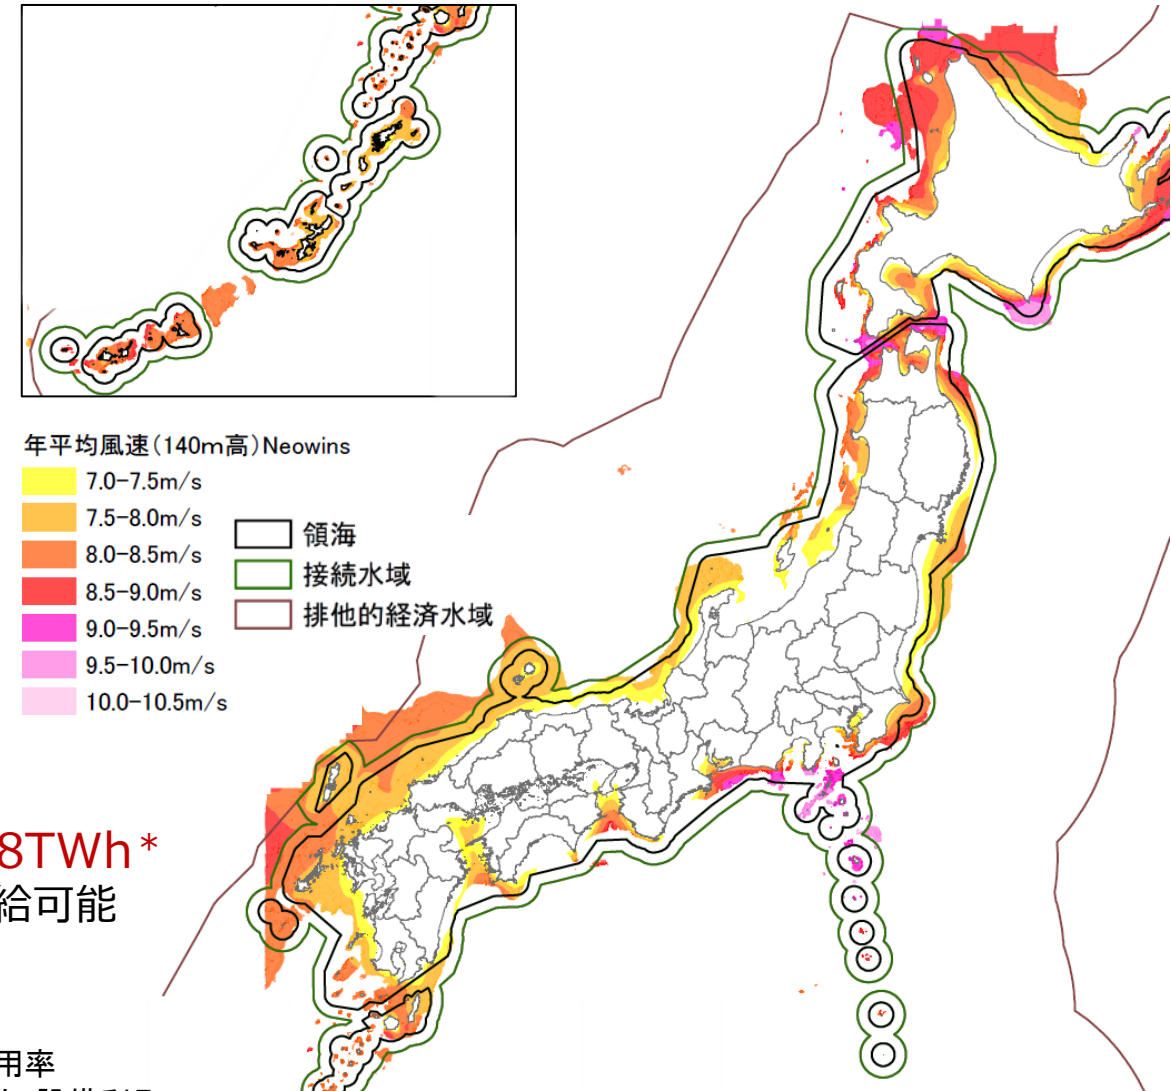 年平均風速(140m高)Neowins
7.0-7.5m/s
7.5-8.0m/s
8.0-8.5m/s
8.5-9.0m/s
9.0-9.5m/s
9.5-10.0m/s
10.0-10.5m/s
領海
接続水域
排他的経済水域
8TWh*
給可能
用率